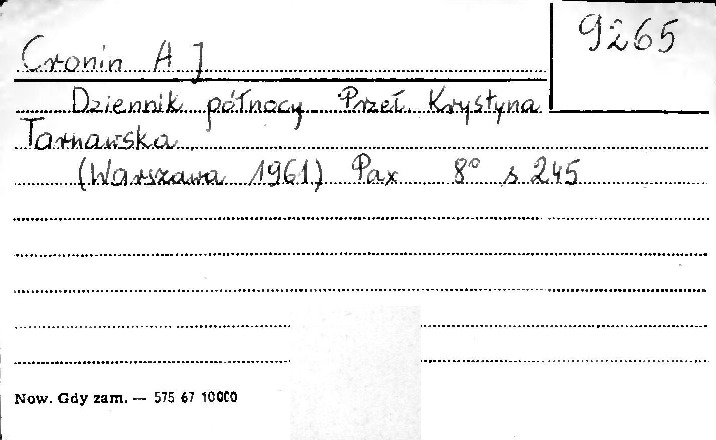 9265
Cronin A J
Dziennik północy. Przeł. Krystyna
Tarnawska.
(Warszawa 1961) Pax 8° s 245
Now. Gdy zam. — 575 67 10000